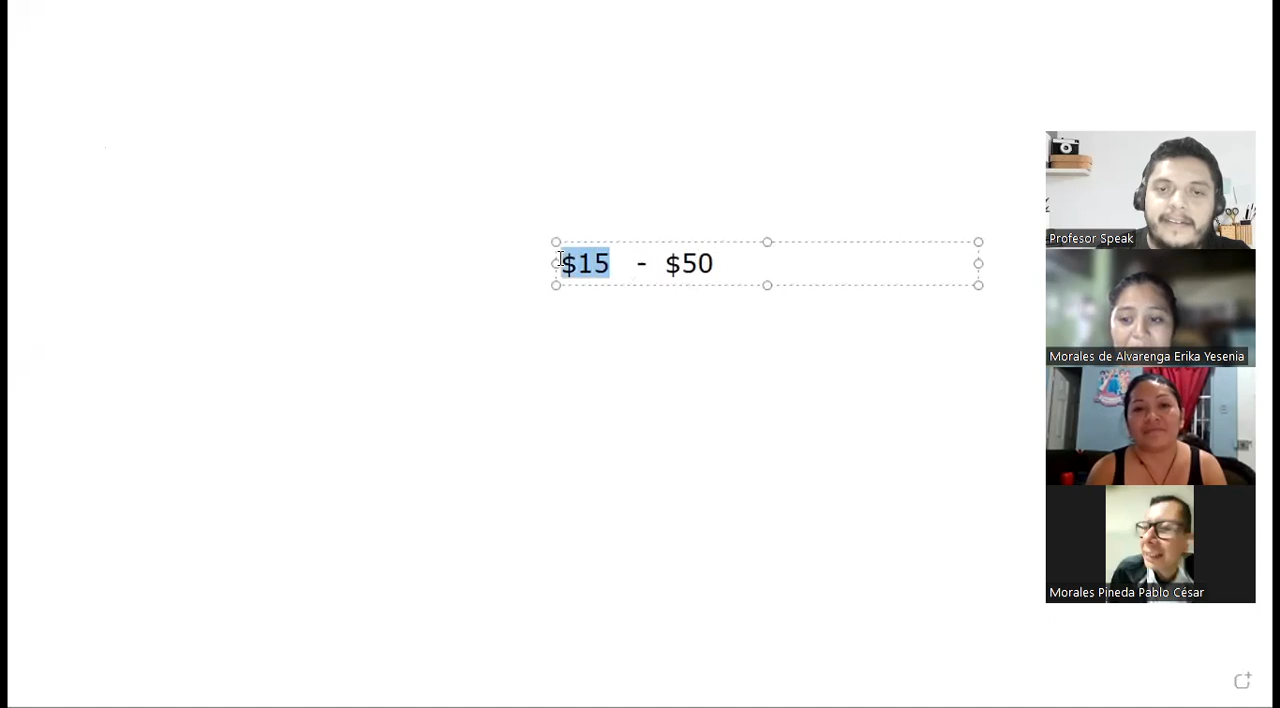 $15 - $50
Profesor Speak
Morales de Alvarenga Erika Yesenia
Morales Pineda Pablo César